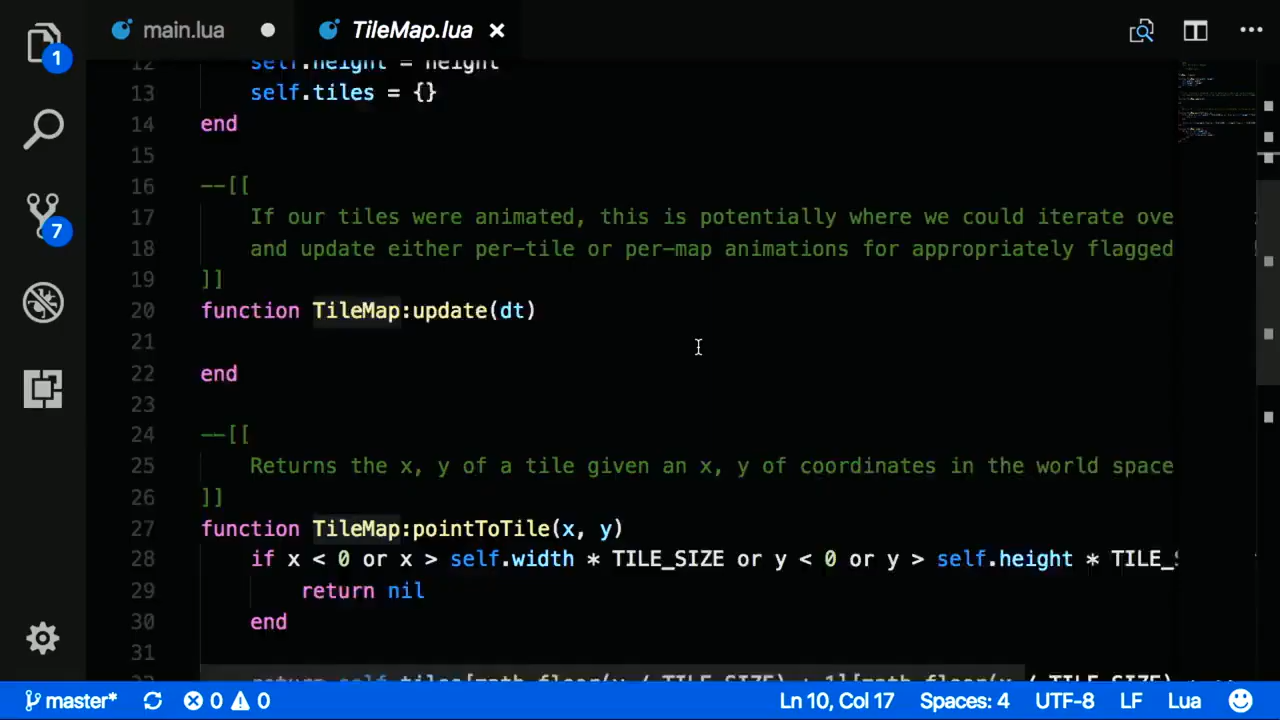 main.lua
TileMap.lua
1
12 self.height = height
13 self.tiles = {}
14 end
15
16 --[[
17 If our tiles were animated, this is potentially where we could iterate ove
18 and update either per-tile or per-map animations for appropriately flagged
19 ]]
20 function TileMap:update(dt)
21
22 end
23
24 --[[
25 Returns the x, y of a tile given an x, y of coordinates in the world space
26 ]]
27 function TileMap:pointToTile(x, y)
28 if x < 0 or x > self.width * TILE_SIZE or y < 0 or y > self.height * TILE_S
29 return nil
30 end
31
7
master* 0 0 Ln 10, Col 17 Spaces: 4 UTF-8 LF Lua